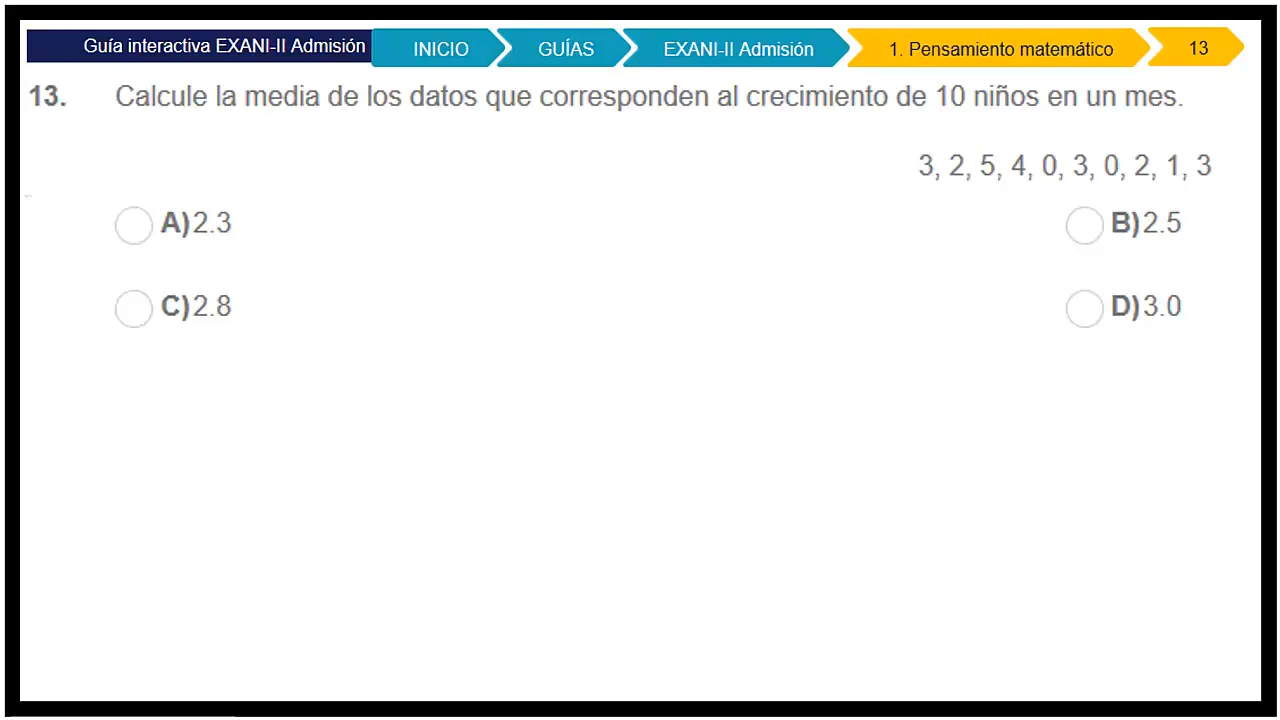 Guía interactiva EXANI-II Admisión INICIO GUÍAS EXANI-II Admisión 1. Pensamiento matemático 13
13. Calcule la media de los datos que corresponden al crecimiento de 10 niños en un mes.
3, 2, 5, 4, 0, 3, 0, 2, 1, 3
A)2.3 B)2.5
C)2.8 D)3.0